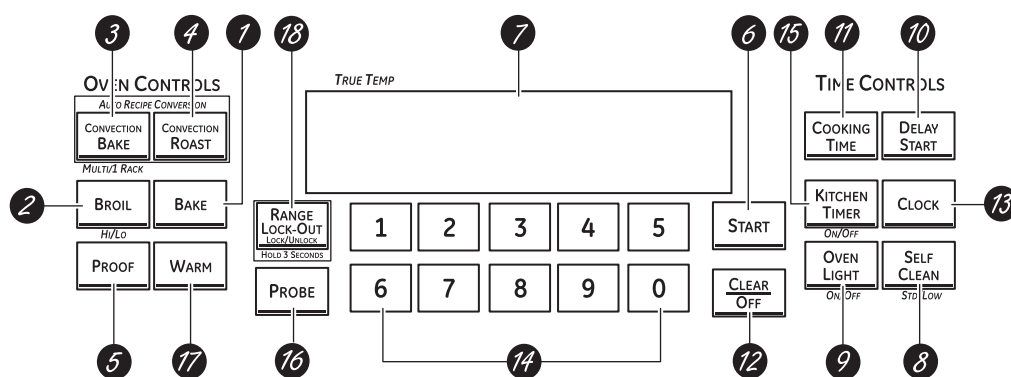 3 4 1 18 7 6 15 11 10
OVEN CONTROLS
TRUE TEMP
TIME CONTROLS
AUTO RECIPE CONVERSION
CONVECTION
BAKE
CONVECTION
ROAST
COOKING
TIME
DELAY
START
MULTI/1 RACK
2
BROIL
BAKE
RANGE
LOCK-OUT
LOCK/UNLOCK
HOLD 3 SECONDS
1 2 3 4 5
START
KITCHEN
TIMER
CLOCK
13
HI/LO
ON/OFF
PROOF
WARM
PROBE
6 7 8 9 0
CLEAR
OFF
OVEN
LIGHT
SELF
CLEAN
ON/OFF
STD/LOW
5 17 16 14 12 9 8